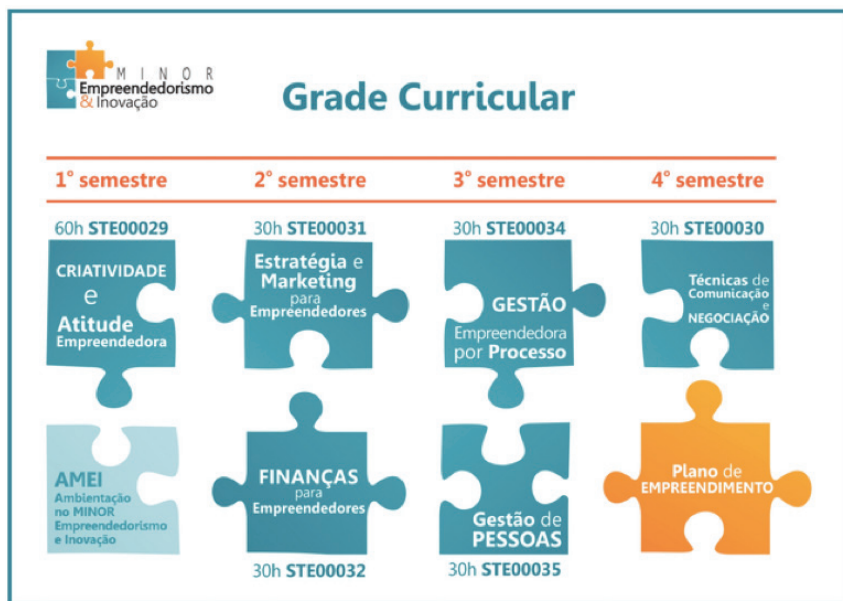 MINOR
Empreendedorismo
& Inovação
Grade Curricular
1° semestre
2° semestre
3° semestre
4° semestre
60h STE00029
30h STE00031
30h STE00034
30h STE00030
CRIATIVIDADE
e
Atitude
Empreendedora
Estratégia e
Marketing
para
Empreendedores
GESTÃO
Empreendedora
por Processo
Técnicas de
Comunicação
e
NEGOCIAÇÃO
AMEI
Ambientação
no MINOR
Empreendedorismo
e Inovação
FINANÇAS
para
Empreendedores
Gestão de
PESSOAS
Plano de
EMPREENDIMENTO
30h STE00032
30h STE00035